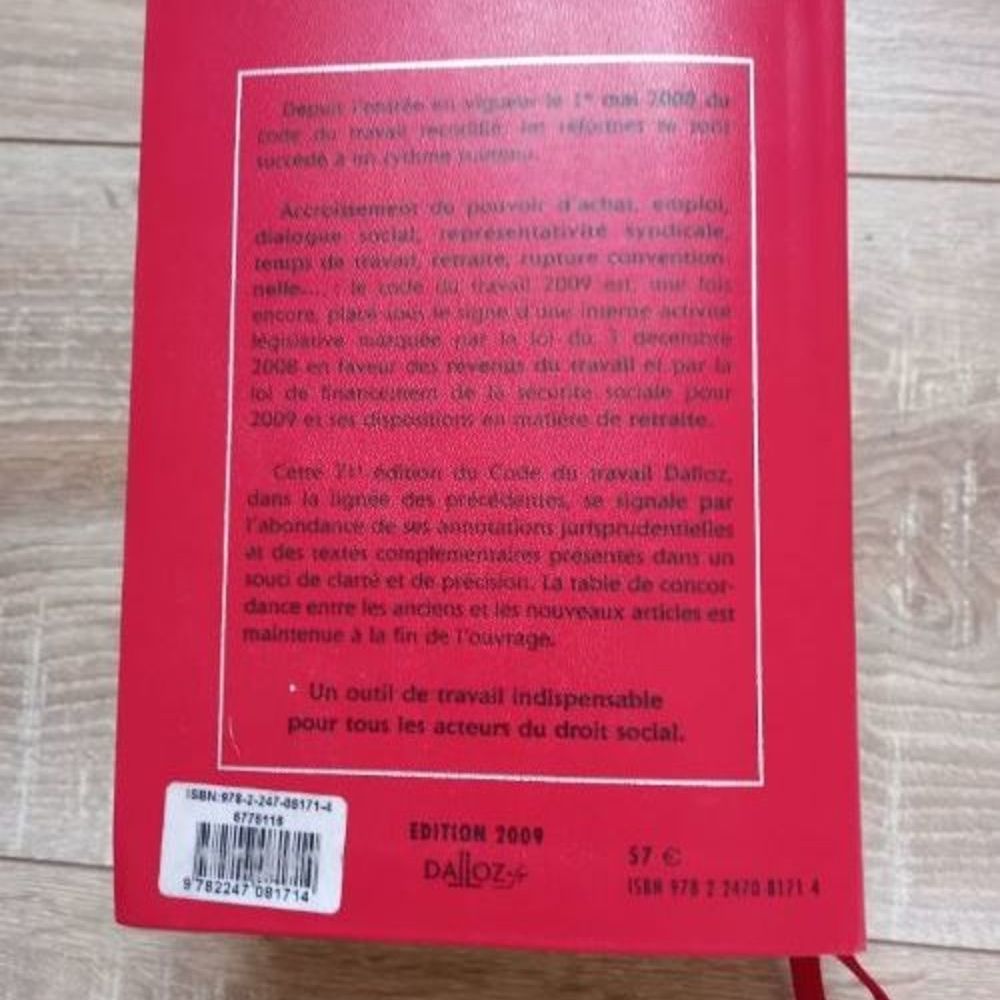 Depuis l'entrée en vigueur le 1er mai 2008 du
code du travail recodifié, les réformes se sont
succédé à un rythme soutenu.
Accroissement du pouvoir d'achat, emploi,
dialogue social, représentativité syndicale,
temps de travail, retraite, rupture convention-
nelle... : le code du travail 2009 est, une fois
encore, placé sous le signe d'une intense activité
législative marquée par la loi du 3 décembre
2008 en faveur des revenus du travail et par la
loi de financement de la sécurité sociale pour
2009 et ses dispositions en matière de retraite.
Cette 71e édition du Code du travail Dalloz,
dans la lignée des précédentes, se signale par
l'abondance de ses annotations jurisprudentielles
et des textes complémentaires présentés dans un
souci de clarté et de précision. La table de concor-
dance entre les anciens et les nouveaux articles est
maintenue à la fin de l'ouvrage.
Un outil de travail indispensable
pour tous les acteurs du droit social.
ISBN:978-2-247-08171-4
6775116
9 782247 081714
EDITION 2009
DALLOZ
57 €
ISBN 978 2 2470 8171 4